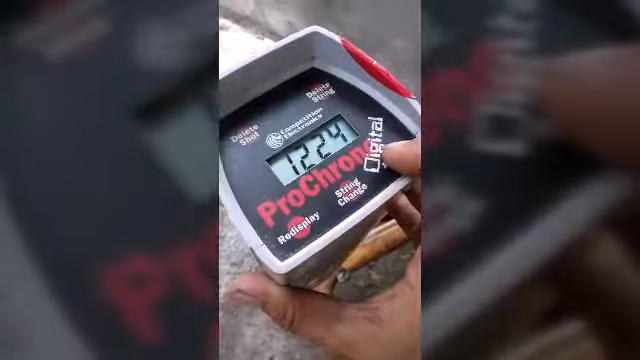 Delete
String
Delete
Shot
Competition
Electronics
1224
ProChrono
Digital
String
Change
Redisplay